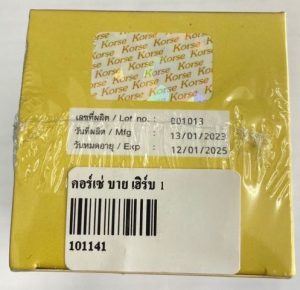 Korse Korse Korse
เลขที่ผลิต / Lot no. : 001013
วันที่ผลิต / Mfg 13/01/2023
วันหมดอายุ / Exp 12/01/2025
คอร์เซ่ บาย เฮิร์บ 1
101141